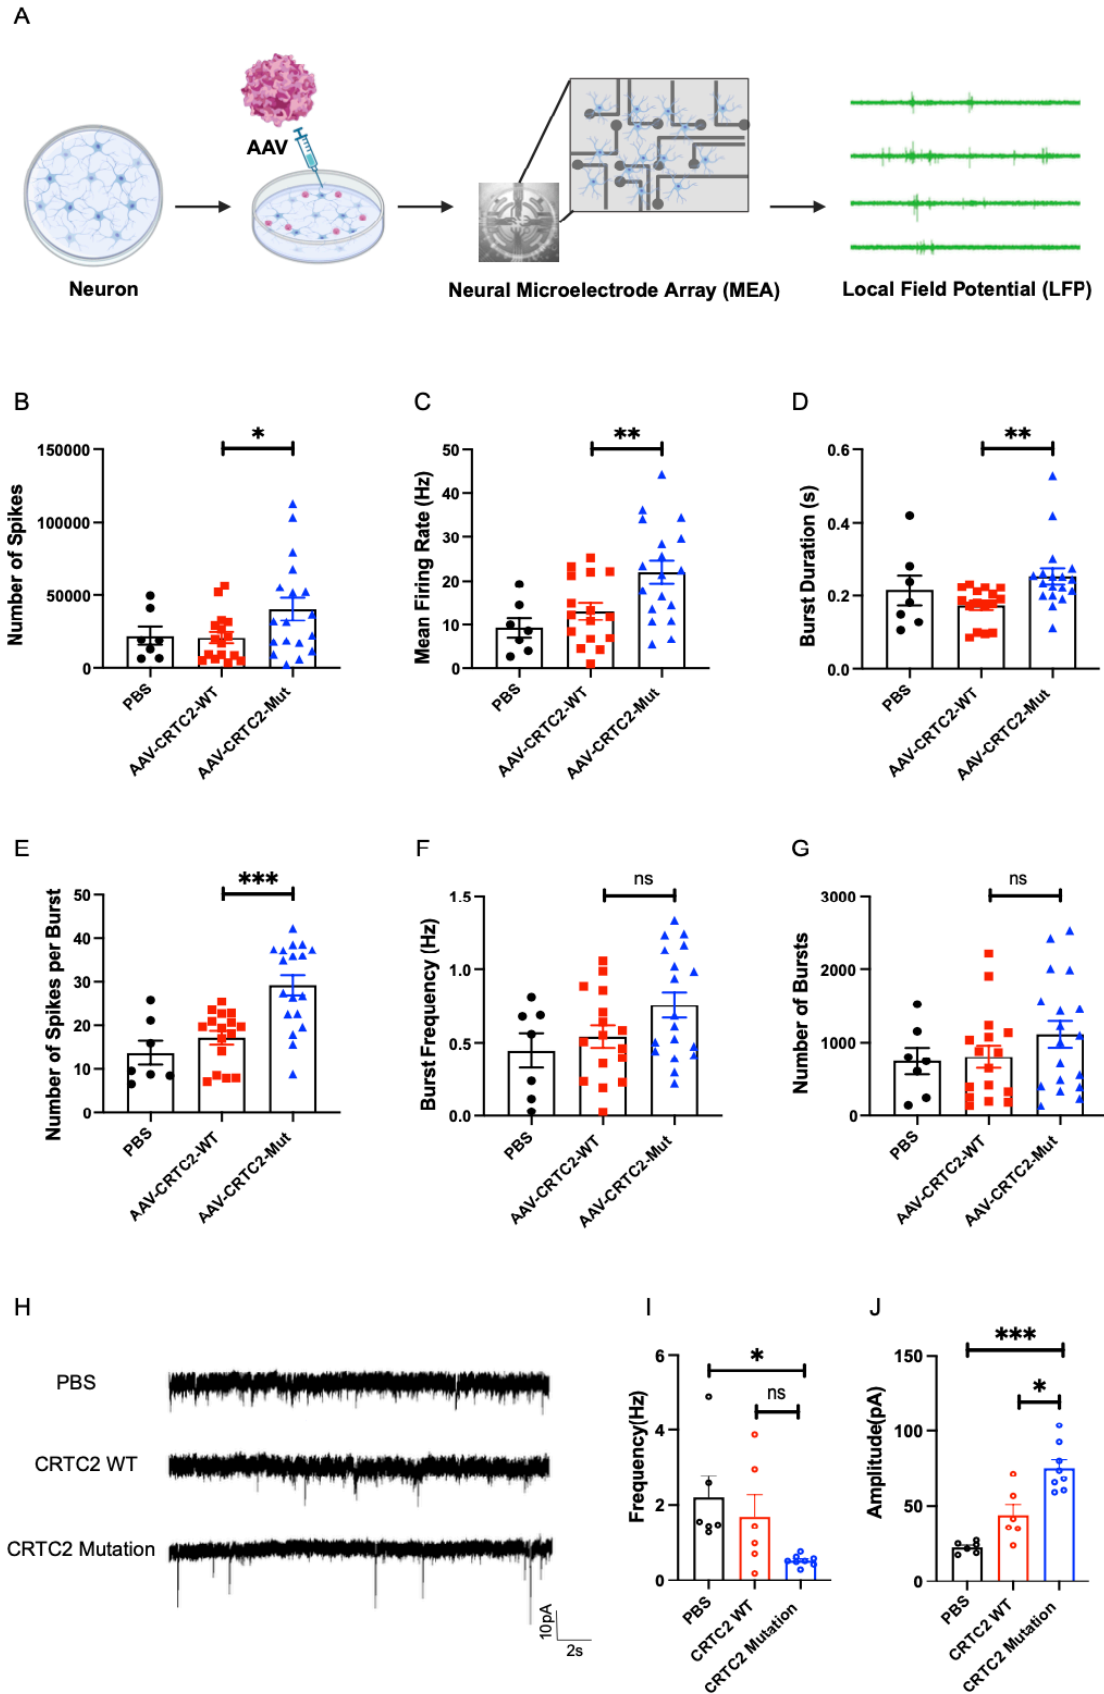 A
AAV
Neuron
Neural Microelectrode Array (MEA)
Local Field Potential (LFP)
B
*
Number of Spikes
150000
100000
50000
0
PBS
AAV-CRTC2-WT
AAV-CRTC2-Mut
C
**
Mean Firing Rate (Hz)
50
40
30
20
10
0
PBS
AAV-CRTC2-WT
AAV-CRTC2-Mut
D
**
Burst Duration (s)
0.6
0.4
0.2
0.0
PBS
AAV-CRTC2-WT
AAV-CRTC2-Mut
E
***
Number of Spikes per Burst
50
40
30
20
10
0
PBS
AAV-CRTC2-WT
AAV-CRTC2-Mut
F
ns
Burst Frequency (Hz)
1.5
1.0
0.5
0.0
PBS
AAV-CRTC2-WT
AAV-CRTC2-Mut
G
ns
Number of Bursts
3000
2000
1000
0
PBS
AAV-CRTC2-WT
AAV-CRTC2-Mut
H
PBS
CRTC2 WT
CRTC2 Mutation
10pA
2s
I
*
ns
Frequency(Hz)
6
4
2
0
PBS
CRTC2 WT
CRTC2 Mutation
J
***
*
Amplitude(pA)
150
100
50
0
PBS
CRTC2 WT
CRTC2 Mutation